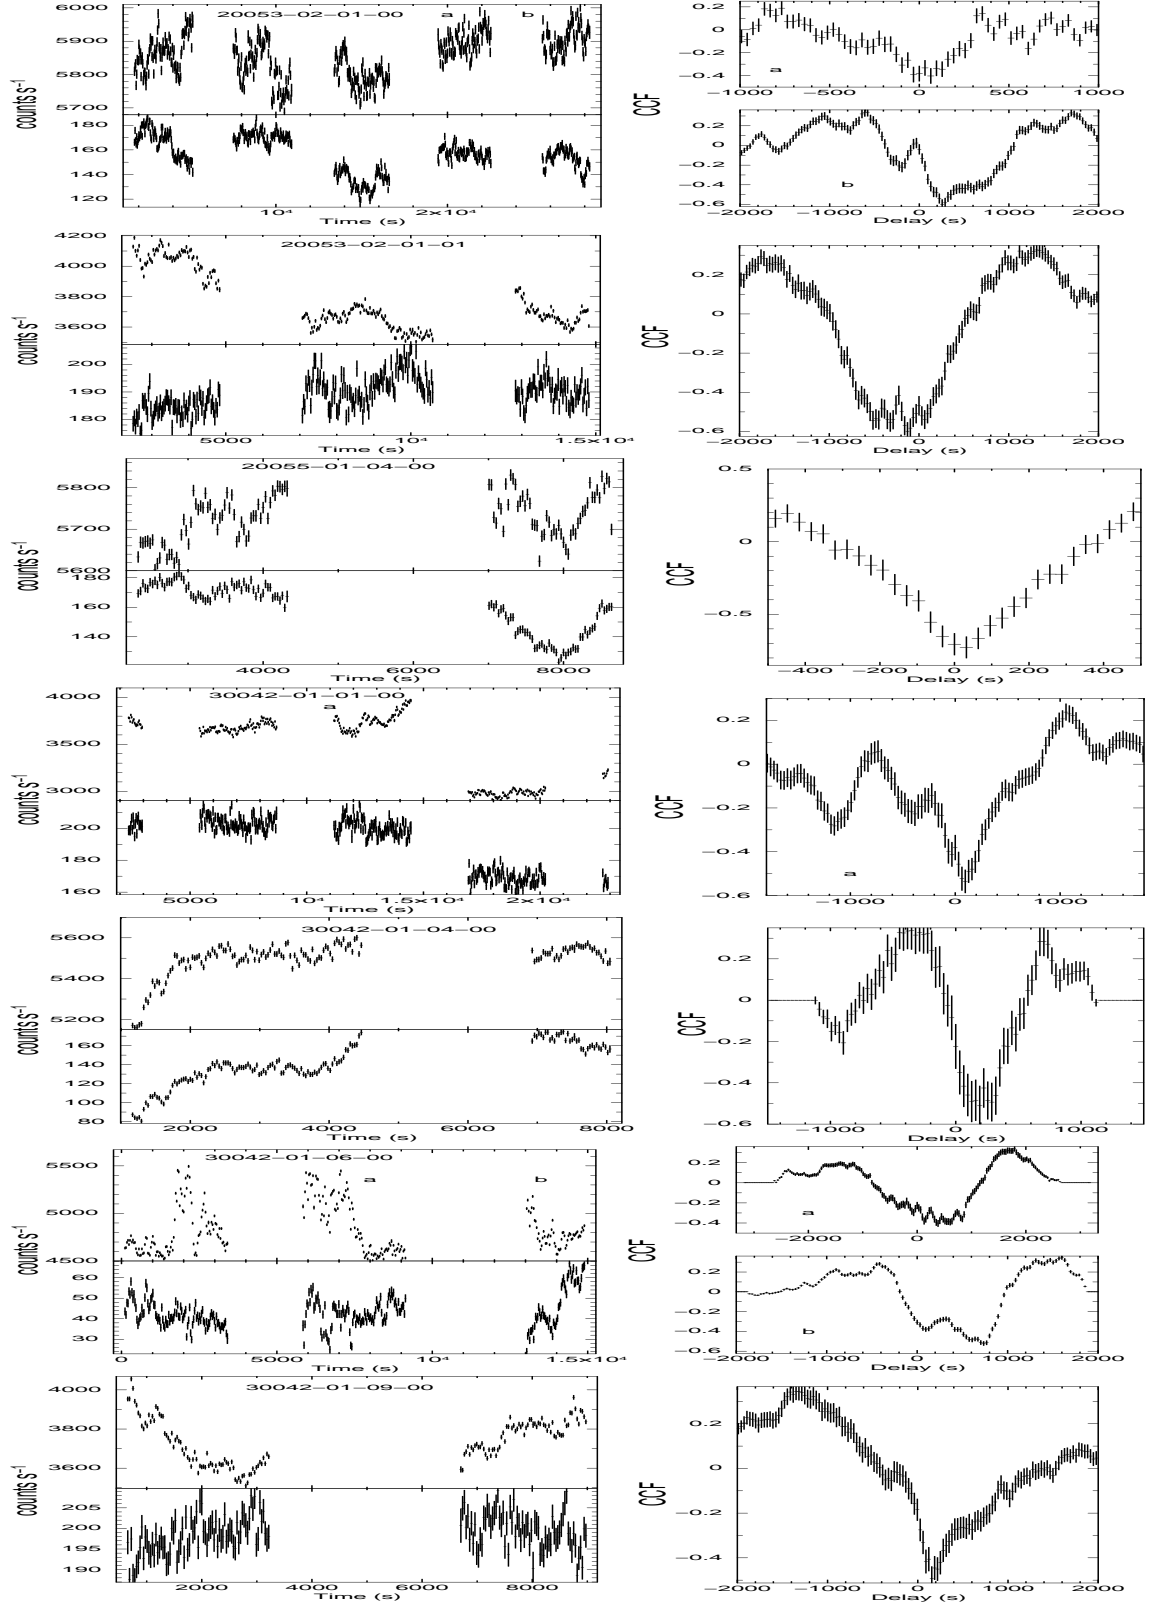 20053-02-01-00 a b
6000
5900
5800
5700
180
160
140
120
counts s⁻¹
10⁴ 2×10⁴
Time (s)
0.2
0
-0.2
-0.4
a
-1000 -500 0 500 1000
CCF
0.2
0
-0.2
-0.4
-0.6
b
-2000 -1000 0 1000 2000
Delay (s)
20053-02-01-01
4200
4000
3800
3600
200
190
180
counts s⁻¹
5000 10⁴ 1.5×10⁴
Time (s)
0.2
0
-0.2
-0.4
-0.6
CCF
-2000 -1000 0 1000 2000
Delay (s)
20055-01-04-00
5800
5700
5600
180
160
140
counts s⁻¹
4000 6000 8000
Time (s)
0.5
0
-0.5
CCF
-400 -200 0 200 400
Delay (s)
30042-01-01-00
a
4000
3500
3000
200
180
160
counts s⁻¹
5000 10⁴ 1.5×10⁴ 2×10⁴
Time (s)
0.2
0
-0.2
-0.4
-0.6
CCF
a
-1000 0 1000
30042-01-04-00
5600
5400
5200
160
140
120
100
80
counts s⁻¹
2000 4000 6000 8000
Time (s)
0.2
0
-0.2
-0.4
-0.6
CCF
-1000 0 1000
Delay (s)
30042-01-06-00
a b
5500
5000
4500
60
50
40
30
counts s⁻¹
0 5000 10⁴ 1.5×10⁴
Time (s)
0.2
0
-0.2
-0.4
a
-2000 0 2000
CCF
0.2
0
-0.2
-0.4
-0.6
b
-2000 -1000 0 1000 2000
Delay (s)
30042-01-09-00
4000
3800
3600
205
200
195
190
counts s⁻¹
2000 4000 6000 8000
Time (s)
0.2
0
-0.2
-0.4
CCF
-2000 -1000 0 1000 2000
Delay (s)